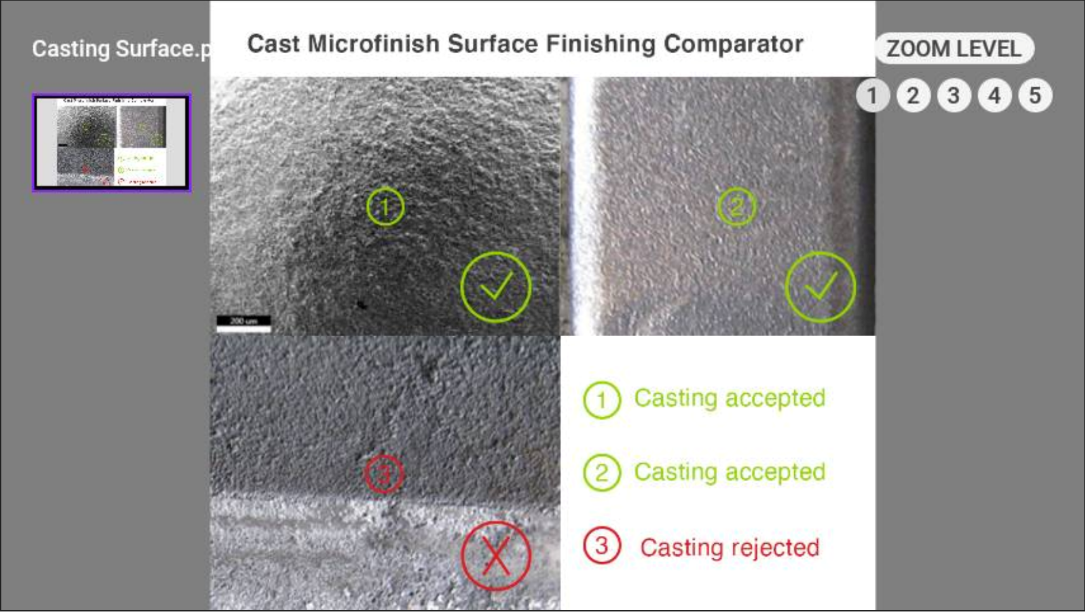 Casting Surface.p
Cast Microfinish Surface Finishing Comparator
ZOOM LEVEL
1 2 3 4 5
1
2
200 um
3
1 Casting accepted
2 Casting accepted
3 Casting rejected